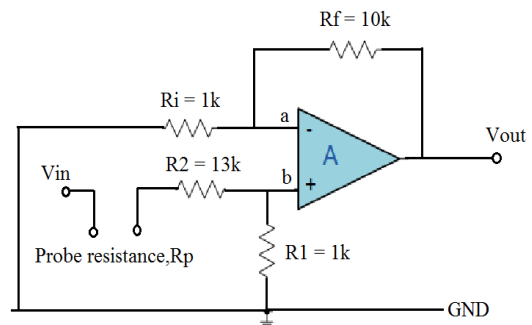 Rf = 10k
Ri = 1k
a
-
A
Vout
R2 = 13k
Vin
b
+
Probe resistance,Rp
R1 = 1k
GND